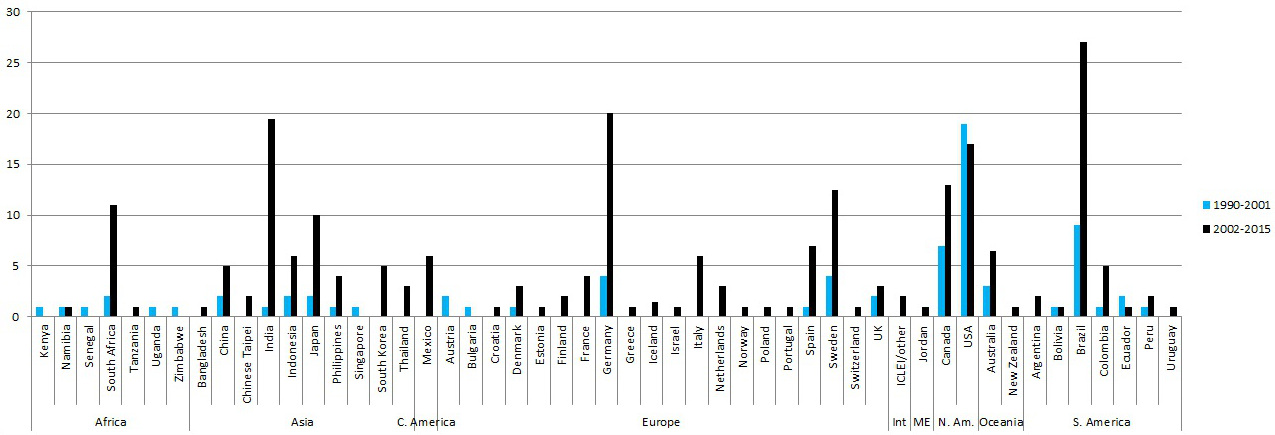 30
25
20
15
10
5
0
1990-2001
2002-2015
Kenya
Namibia
Senegal
South Africa
Tanzania
Uganda
Zimbabwe
Bangladesh
China
Chinese Taipei
India
Indonesia
Japan
Philippines
Singapore
South Korea
Thailand
Mexico
Austria
Bulgaria
Croatia
Denmark
Estonia
Finland
France
Germany
Greece
Iceland
Israel
Italy
Netherlands
Norway
Poland
Portugal
Spain
Sweden
Switzerland
UK
ICLEI/other
Jordan
Canada
USA
Australia
New Zealand
Argentina
Bolivia
Brazil
Colombia
Ecuador
Peru
Uruguay
Africa
Asia
C. America
Europe
Int
ME
N. Am.
Oceania
S. America